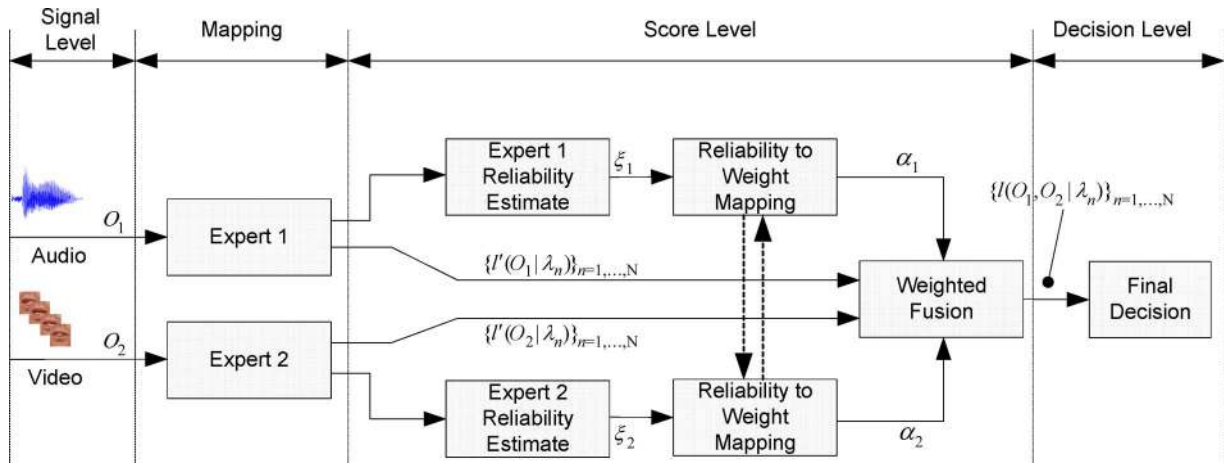 Signal
Level
Mapping
Score Level
Decision Level
Expert 1
Reliability
Estimate
ξ₁
Reliability to
Weight
Mapping
α₁
{l(O₁,O₂|λₙ)}ₙ₌₁,…,N
O₁
Audio
Expert 1
{l'(O₁|λₙ)}ₙ₌₁,…,N
Weighted
Fusion
Final
Decision
O₂
Video
Expert 2
{l'(O₂|λₙ)}ₙ₌₁,…,N
Expert 2
Reliability
Estimate
ξ₂
Reliability to
Weight
Mapping
α₂